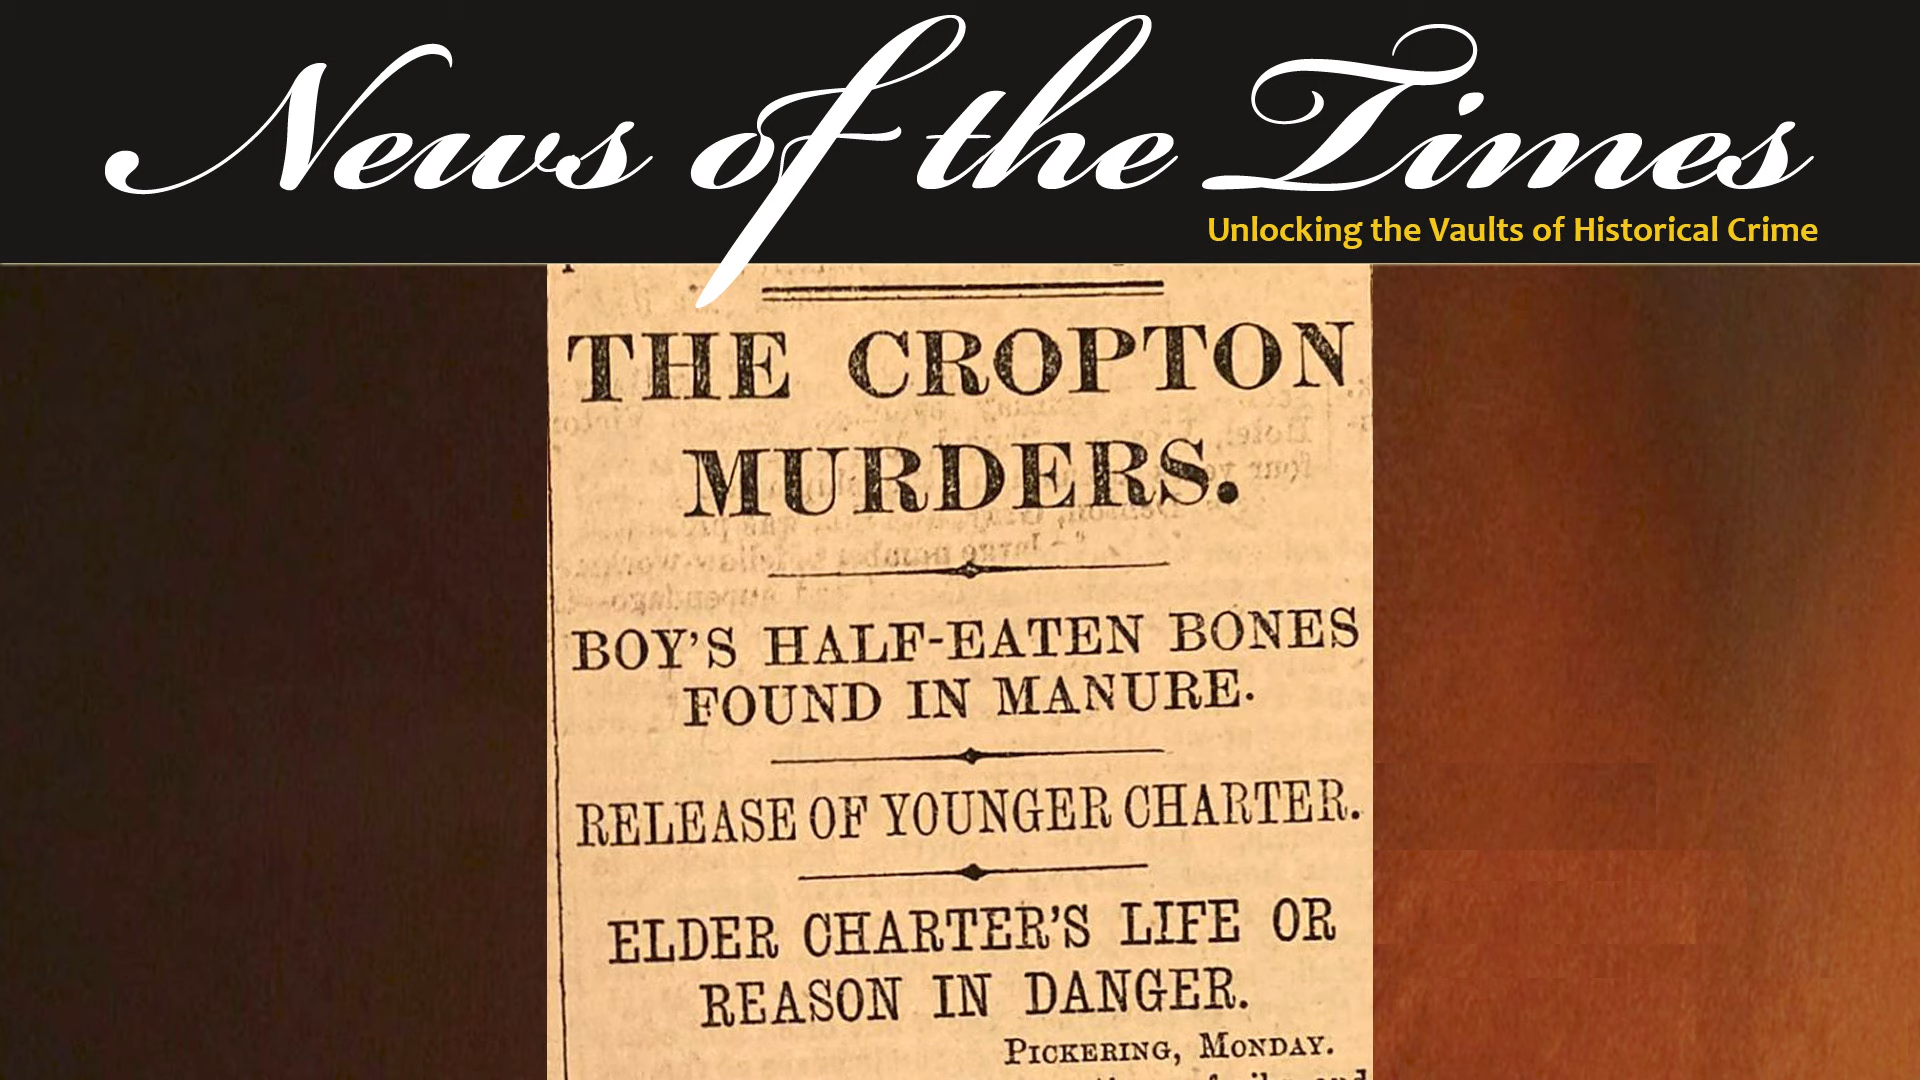 News of the Times
Unlocking the Vaults of Historical Crime
THE CROPTON
MURDERS.
BOY'S HALF-EATEN BONES
FOUND IN MANURE.
RELEASE OF YOUNGER CHARTER.
ELDER CHARTER'S LIFE OR
REASON IN DANGER.
PICKERING, MONDAY.